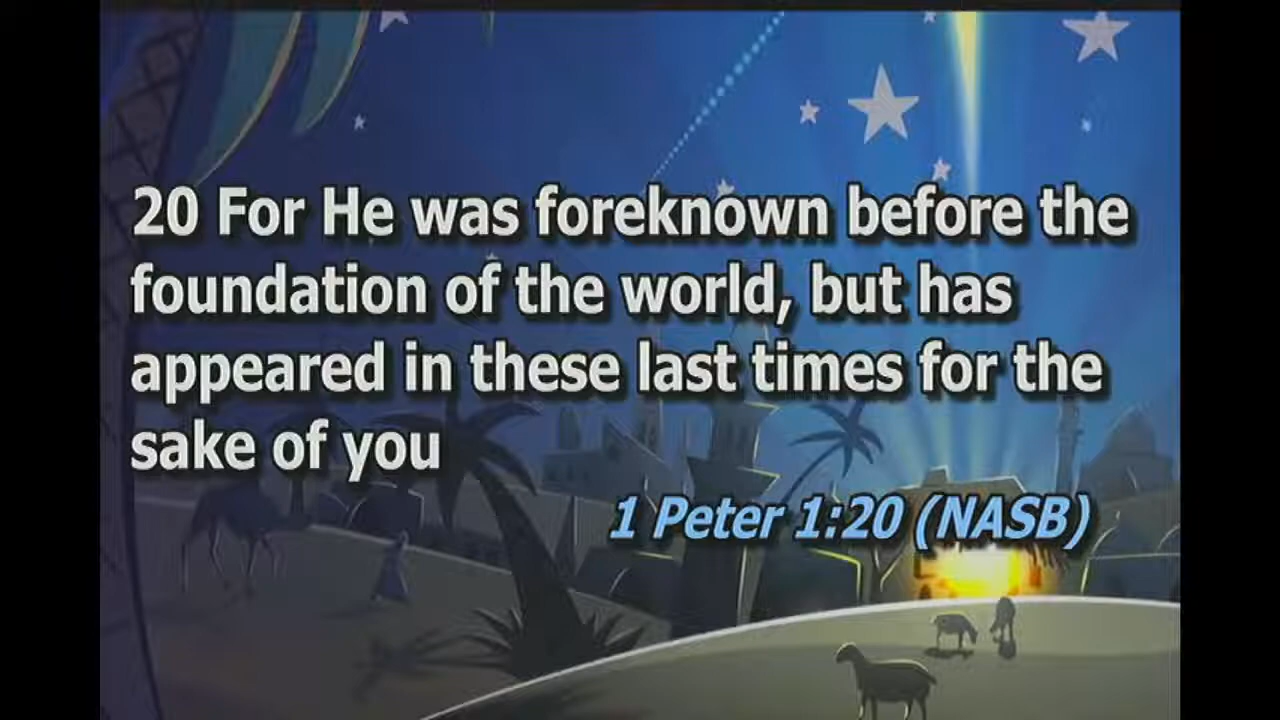 20 For He was foreknown before the
foundation of the world, but has
appeared in these last times for the
sake of you
1 Peter 1:20 (NASB)